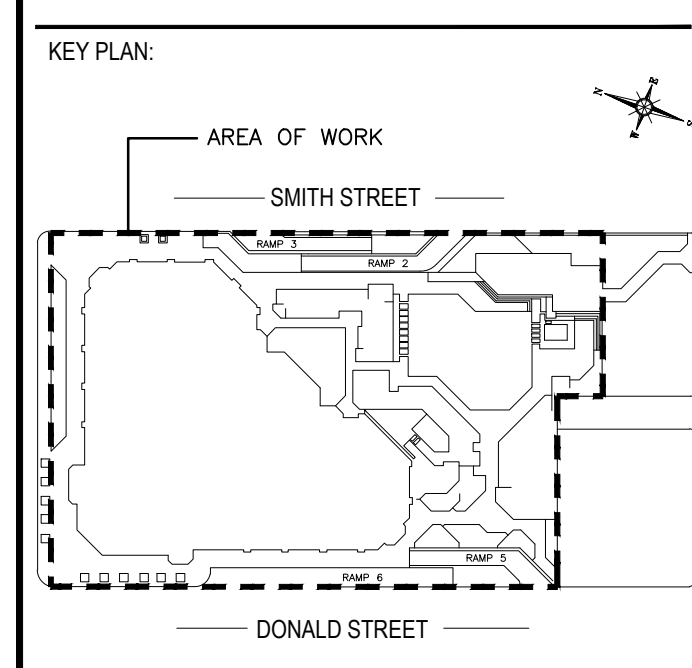 KEY PLAN:
N
E
W
S
AREA OF WORK
SMITH STREET
RAMP 3
RAMP 2
RAMP 5
RAMP 6
DONALD STREET